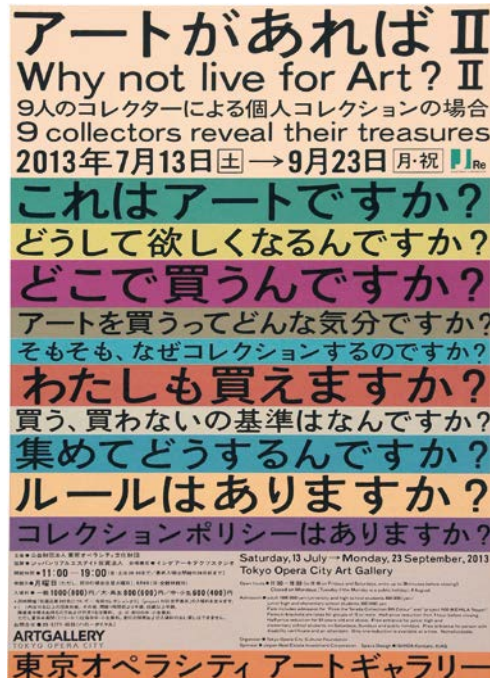 アートがあればⅡ
Why not live for Art? Ⅱ
9人のコレクターによる個人コレクションの場合
9 collectors reveal their treasures
2013年7月13日土→9月23日月・祝 Re
これはアートですか?
どうして欲しくなるんですか?
どこで買うんですか?
アートを買うってどんな気分ですか?
そもそも、なぜコレクションするのですか?
わたしも買えますか?
買う、買わないの基準はなんですか?
集めてどうするんですか?
ルールはありますか?
コレクションポリシーはありますか?
11:00−19:00
月曜日
ARTGALLERY
TOKYO OPERA CITY
Saturday, 13 July→Monday, 23 September, 2013
Tokyo Opera City Art Gallery
東京オペラシティ アートギャラリー